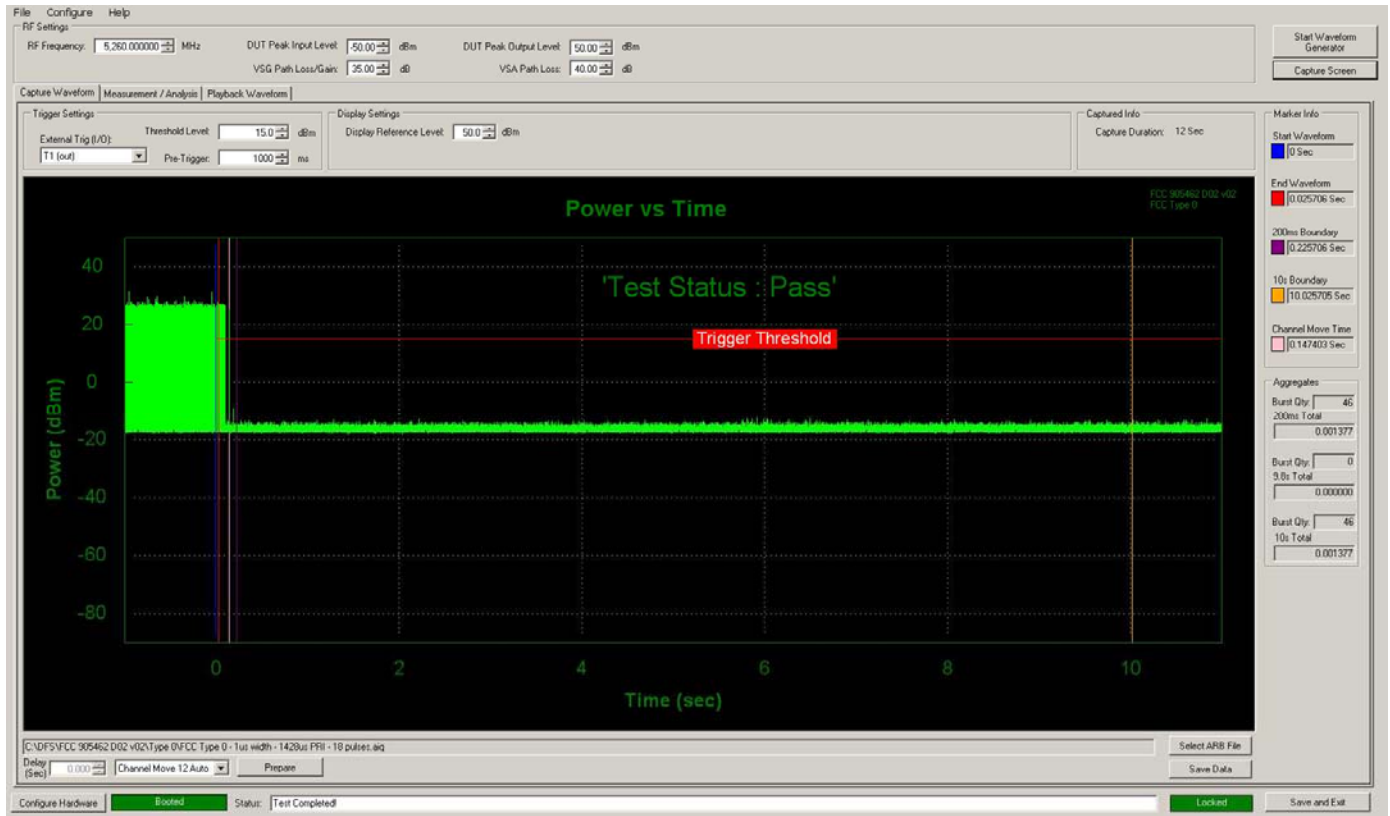 File Configure Help
RF Settings
RF Frequency: 5,260.000000 MHz DUT Peak Input Level: -50.00 dBm DUT Peak Output Level: 50.00 dBm
VSG Path Loss/Gain: 35.00 dB VSA Path Loss: 40.00 dB
Start Waveform
Generator
Capture Screen
Capture Waveform Measurement / Analysis Playback Waveform
Trigger Settings
External Trig (I/O): Threshold Level: 15.0 dBm
T1 (out) Pre-Trigger: 1000 ms
Display Settings
Display Reference Level: 50.0 dBm
Captured Info
Capture Duration: 12 Sec
Marker Info
Start Waveform
0 Sec
End Waveform
0.025706 Sec
200ms Boundary
0.225706 Sec
10s Boundary
10.025705 Sec
Channel Move Time
0.147403 Sec
Aggregates
Burst Qty: 46
200ms Total
0.001377
Burst Qty: 0
9.8s Total
0.000000
Burst Qty: 46
10s Total
0.001377
FCC 905462 D02 v02
FCC Type 0
Power vs Time
'Test Status : Pass'
Trigger Threshold
Power (dBm)
40
20
0
-20
-40
-60
-80
0 2 4 6 8 10
Time (sec)
C:\DFS\FCC 905462 D02 v02\Type 0\FCC Type 0 - 1us width - 1428us PRI - 18 pulses.aiq
Select ARB File
Delay
(Sec) 0.000 Channel Move 12 Auto Prepare
Save Data
Configure Hardware Booted Status: Test Completed! Locked Save and Exit